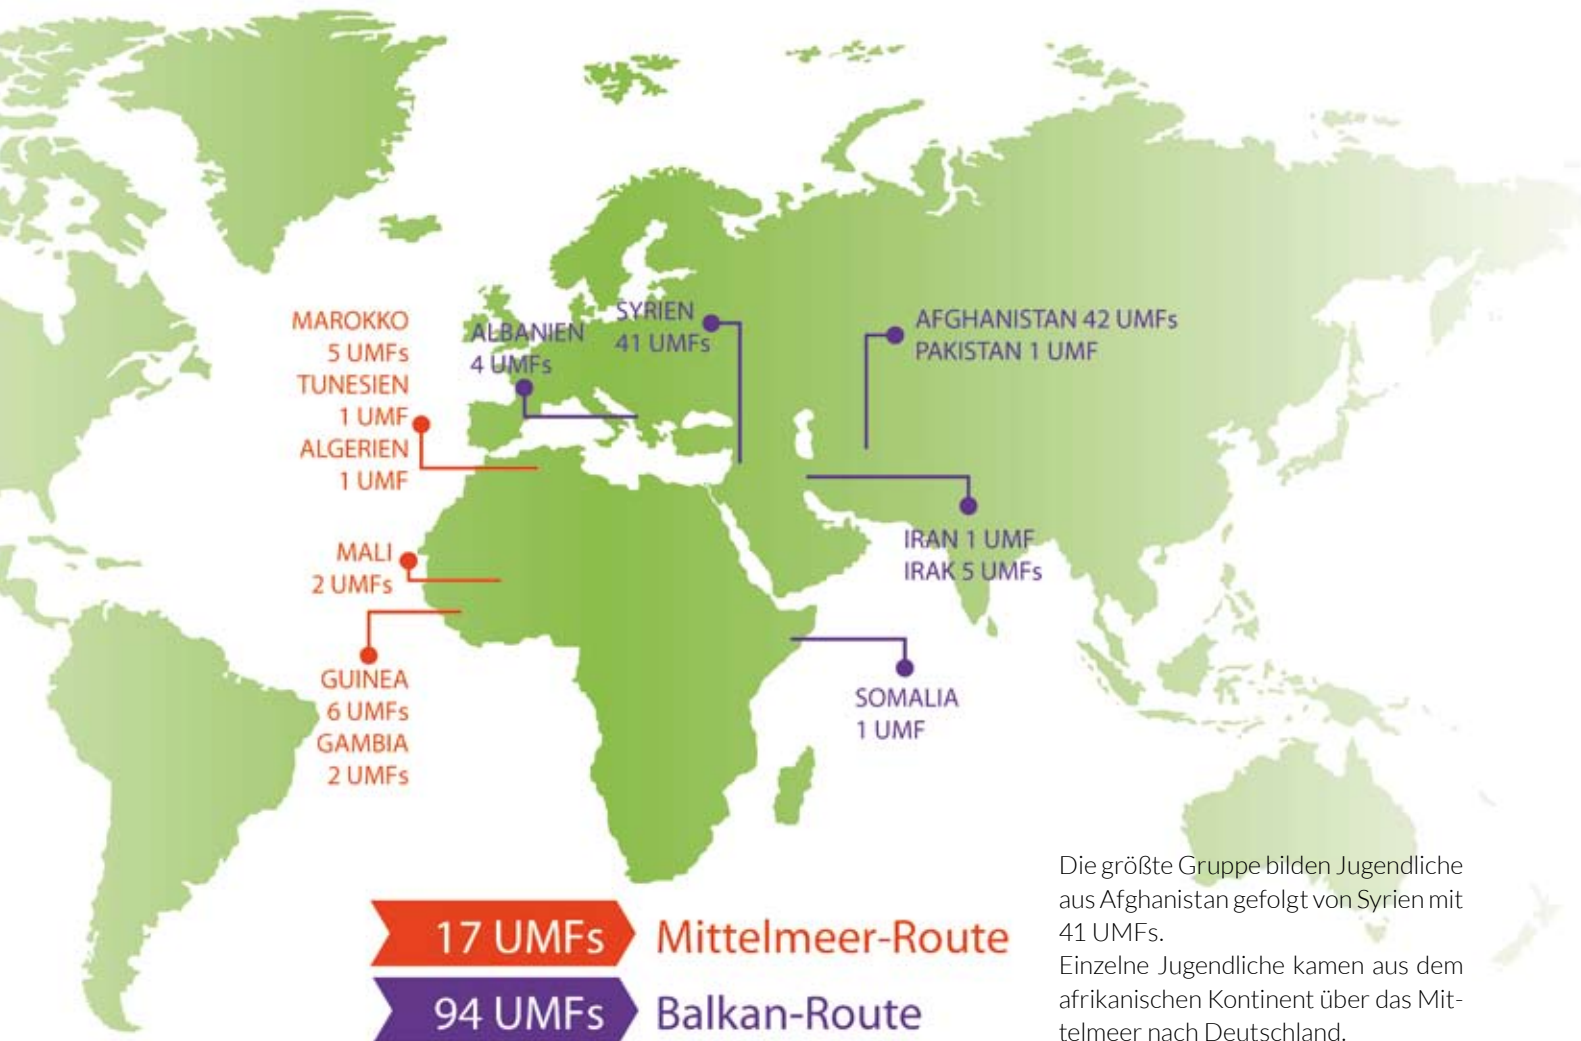 MAROKKO
5 UMFs
TUNESIEN
1 UMF
ALGERIEN
1 UMF
MALI
2 UMFs
GUINEA
6 UMFs
GAMBIA
2 UMFs
ALBANIEN
4 UMFs
SYRIEN
41 UMFs
AFGHANISTAN 42 UMFs
PAKISTAN 1 UMF
IRAN 1 UMF
IRAK 5 UMFs
SOMALIA
1 UMF
17 UMFs Mittelmeer-Route
94 UMFs Balkan-Route
Die größte Gruppe bilden Jugendliche
aus Afghanistan gefolgt von Syrien mit
41 UMFs.
Einzelne Jugendliche kamen aus dem
afrikanischen Kontinent über das Mit-
telmeer nach Deutschland.